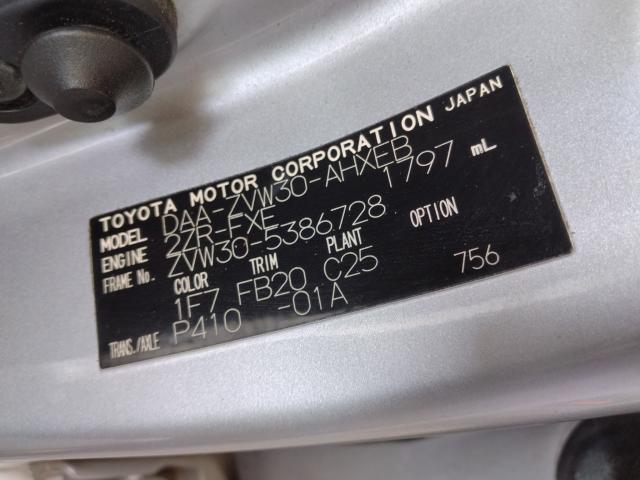 TOYOTA MOTOR CORPORATION JAPAN
MODEL DAA-ZVW30-AHXEB
ENGINE 2ZR-FXE 1797 mL
FRAME No. ZVW30-5386728
COLOR TRIM PLANT OPTION
1F7 FB20 C25 756
TRANS./AXLE P410 -01A